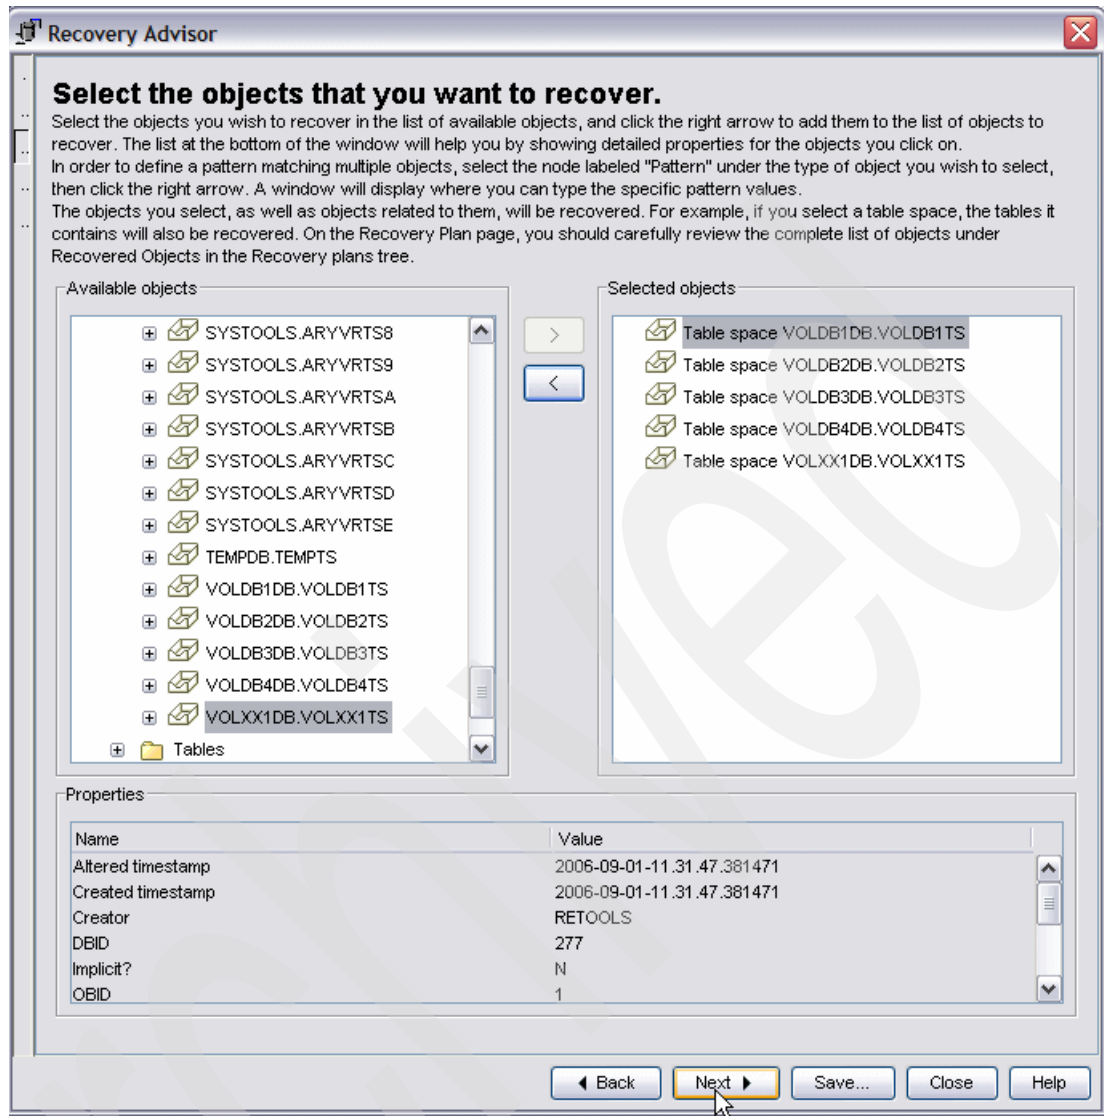 Recovery Advisor
Select the objects that you want to recover.
Select the objects you wish to recover in the list of available objects, and click the right arrow to add them to the list of objects to
recover. The list at the bottom of the window will help you by showing detailed properties for the objects you click on.
In order to define a pattern matching multiple objects, select the node labeled "Pattern" under the type of object you wish to select,
then click the right arrow. A window will display where you can type the specific pattern values.
The objects you select, as well as objects related to them, will be recovered. For example, if you select a table space, the tables it
contains will also be recovered. On the Recovery Plan page, you should carefully review the complete list of objects under
Recovered Objects in the Recovery plans tree.
Available objects
SYSTOOLS.ARYVRTS8
SYSTOOLS.ARYVRTS9
SYSTOOLS.ARYVRTSA
SYSTOOLS.ARYVRTSB
SYSTOOLS.ARYVRTSC
SYSTOOLS.ARYVRTSD
SYSTOOLS.ARYVRTSE
TEMPDB.TEMPTS
VOLDB1DB.VOLDB1TS
VOLDB2DB.VOLDB2TS
VOLDB3DB.VOLDB3TS
VOLDB4DB.VOLDB4TS
VOLXX1DB.VOLXX1TS
Tables
>
<
Selected objects
Table space VOLDB1DB.VOLDB1TS
Table space VOLDB2DB.VOLDB2TS
Table space VOLDB3DB.VOLDB3TS
Table space VOLDB4DB.VOLDB4TS
Table space VOLXX1DB.VOLXX1TS
Properties
Name Value
Altered timestamp 2006-09-01-11.31.47.381471
Created timestamp 2006-09-01-11.31.47.381471
Creator RETOOLS
DBID 277
Implicit? N
OBID 1
Back Next Save... Close Help